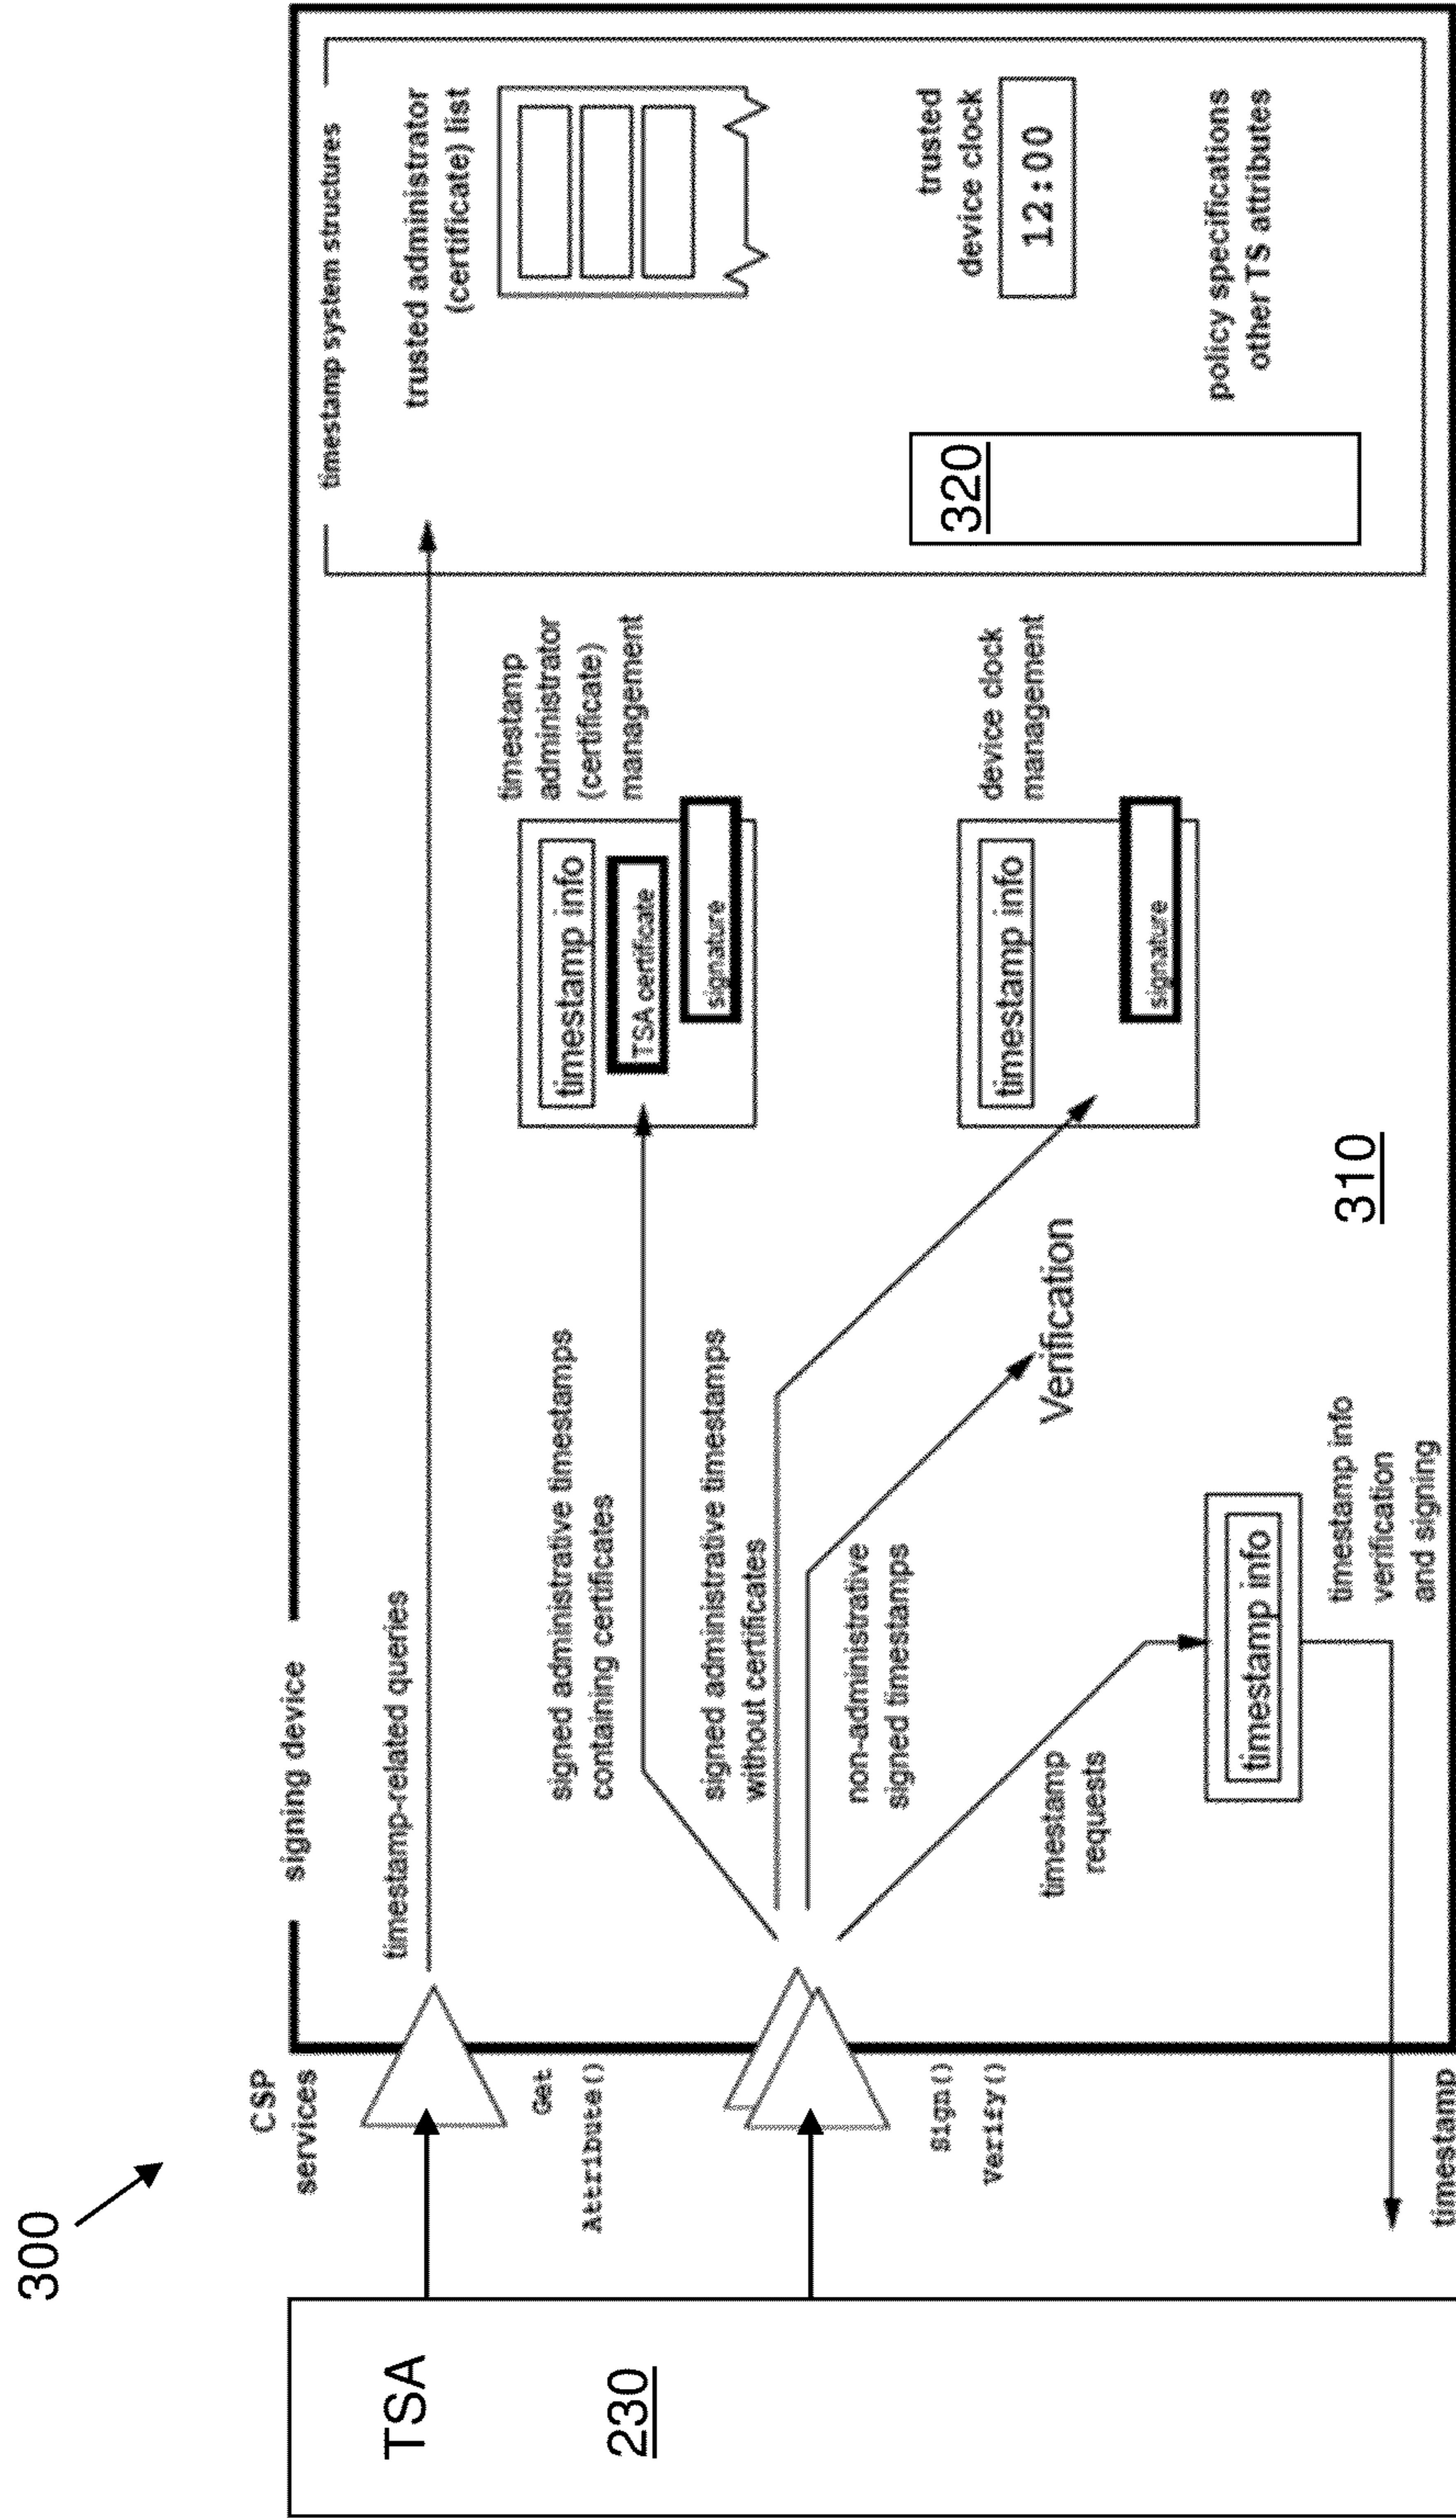 300
TSA
230
CSP
services
Get
Attribute()
Sign()
Verify()
timestamp
signing device
timestamp-related queries
signed administrative timestamps
containing certificates
signed administrative timestamps
without certificates
non-administrative
signed timestamps
timestamp
requests
timestamp info
timestamp info
verification
and signing
Verification
310
timestamp info
TSA certificate
signature
timestamp
administrator
(certificate)
management
timestamp info
signature
device clock
management
timestamp system structures
trusted administrator
(certificate) list
320
trusted
device clock
12:00
policy specifications
other TS attributes